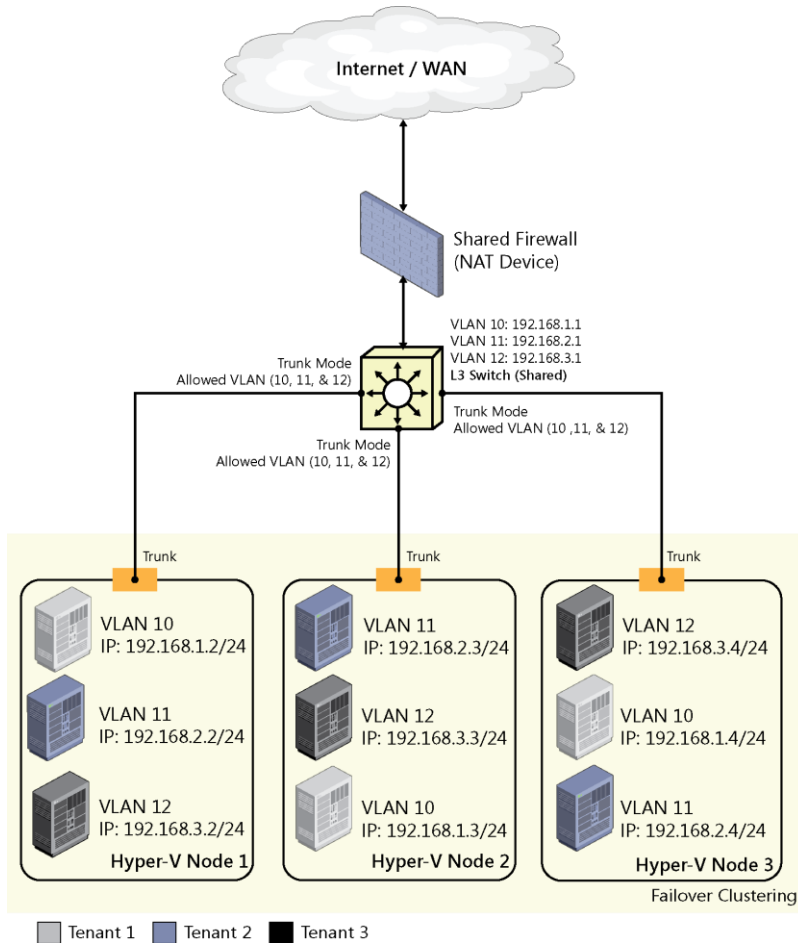 Internet / WAN
Shared Firewall
(NAT Device)
VLAN 10: 192.168.1.1
VLAN 11: 192.168.2.1
VLAN 12: 192.168.3.1
L3 Switch (Shared)
Trunk Mode
Allowed VLAN (10, 11, & 12)
Trunk Mode
Allowed VLAN (10 ,11, & 12)
Trunk Mode
Allowed VLAN (10, 11, & 12)
Trunk
Trunk
Trunk
VLAN 10
IP: 192.168.1.2/24
VLAN 11
IP: 192.168.2.2/24
VLAN 12
IP: 192.168.3.2/24
Hyper-V Node 1
VLAN 11
IP: 192.168.2.3/24
VLAN 12
IP: 192.168.3.3/24
VLAN 10
IP: 192.168.1.3/24
Hyper-V Node 2
VLAN 12
IP: 192.168.3.4/24
VLAN 10
IP: 192.168.1.4/24
VLAN 11
IP: 192.168.2.4/24
Hyper-V Node 3
Failover Clustering
Tenant 1
Tenant 2
Tenant 3